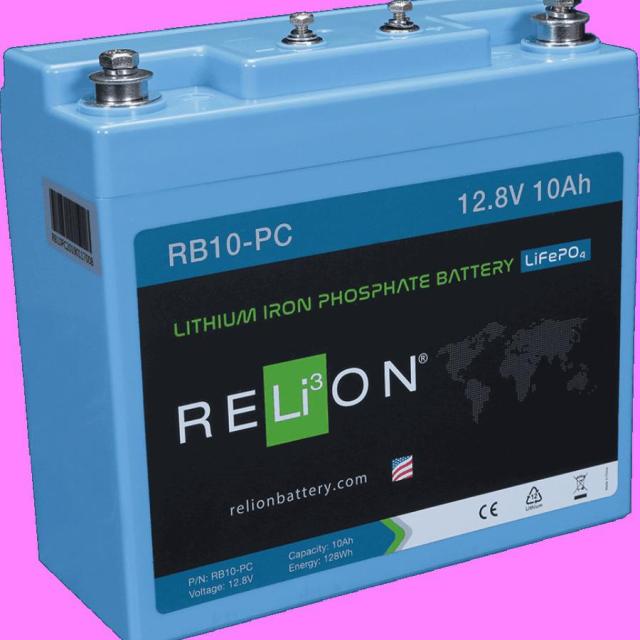 12.8V 10Ah
RB10-PC
LITHIUM IRON PHOSPHATE BATTERY LiFePO4
RELi3ON®
relionbattery.com
CE
12
Lithium
P/N: RB10-PC
Voltage: 12.8V
Capacity: 10Ah
Energy: 128Wh